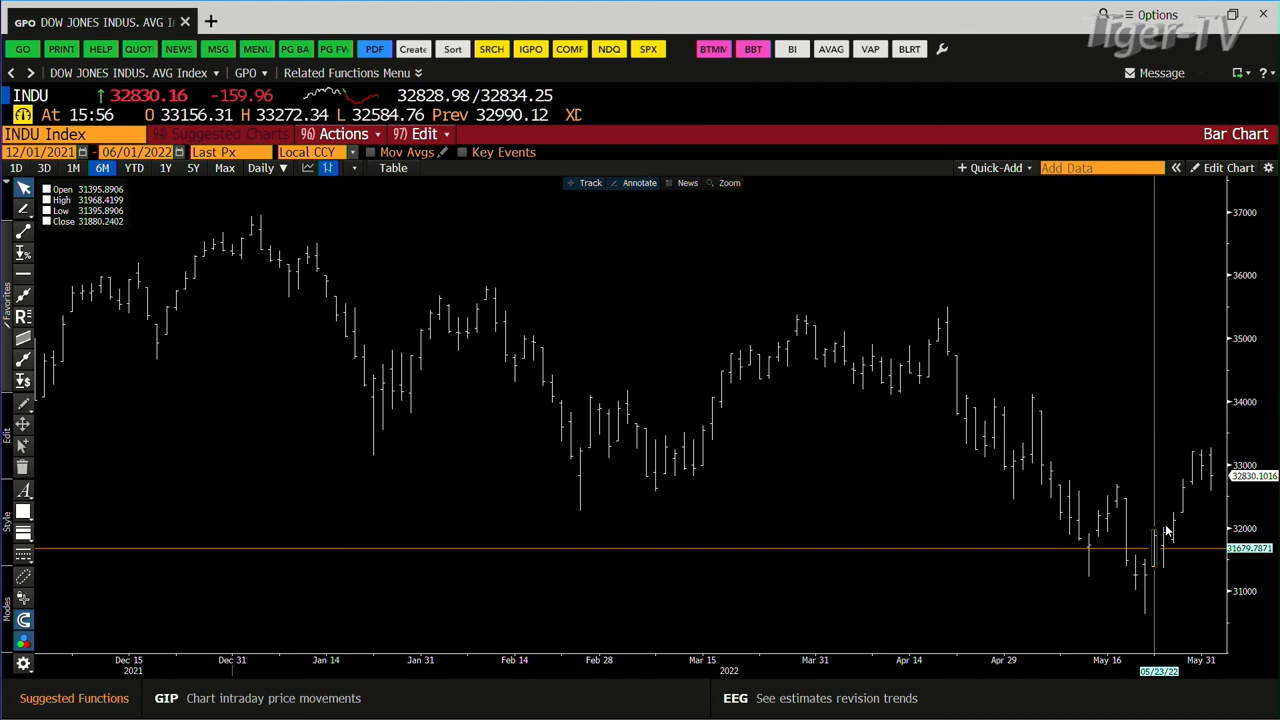 GPO DOW JONES INDUS. AVG I
Options
Tiger-TV
GO PRINT HELP QUOT NEWS MSG MENU PG BA PG FW PDF Create Sort SRCH IGPO COMF NDQ SPX BTMM BBT BI AVAG VAP BLRT
DOW JONES INDUS. AVG Index GPO Related Functions Menu Message
INDU 32830.16 -159.96 32828.98/32834.25
At 15:56 O 33156.31 H 33272.34 L 32584.76 Prev 32990.12 XD
INDU Index 94) Suggested Charts 96) Actions 97) Edit Bar Chart
12/01/2021 - 06/01/2022 Last Px Local CCY Mov Avgs Key Events
1D 3D 1M 6M YTD 1Y 5Y Max Daily Table + Quick-Add Add Data Edit Chart
Track Annotate News Zoom
Open 31395.8906
High 31968.4199
Low 31395.8906
Close 31880.2402
37000
36000
35000
34000
33000
32830.1016
32000
31679.7871
31000
Favorites
Edit
Style
Modes
Dec 15 Dec 31 Jan 14 Jan 31 Feb 14 Feb 28 Mar 15 Mar 31 Apr 14 Apr 29 May 16 May 31
2021 2022 05/23/22
Suggested Functions GIP Chart intraday price movements EEG See estimates revision trends